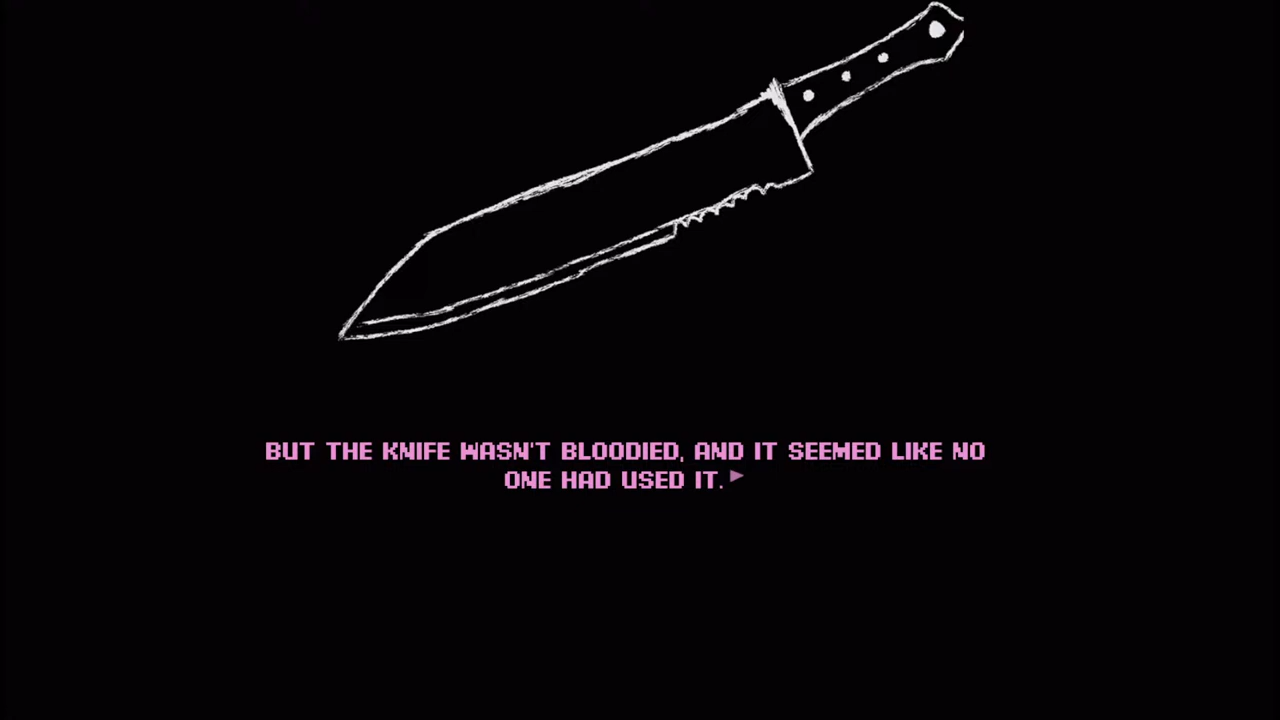 BUT THE KNIFE WASN'T BLOODIED, AND IT SEEMED LIKE NO
ONE HAD USED IT.